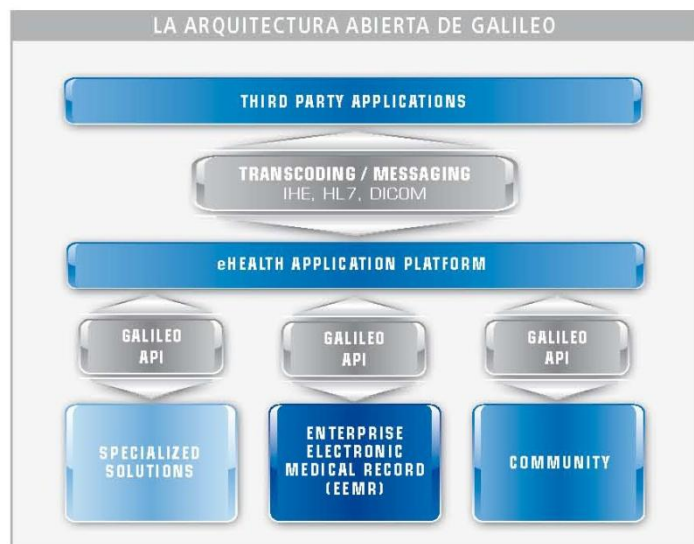 LA ARQUITECTURA ABIERTA DE GALILEO
THIRD PARTY APPLICATIONS
TRANSCODING / MESSAGING
IHE, HL7, DICOM
eHEALTH APPLICATION PLATFORM
GALILEO
API
GALILEO
API
GALILEO
API
SPECIALIZED
SOLUTIONS
ENTERPRISE
ELECTRONIC
MEDICAL RECORD
(EEMR)
COMMUNITY